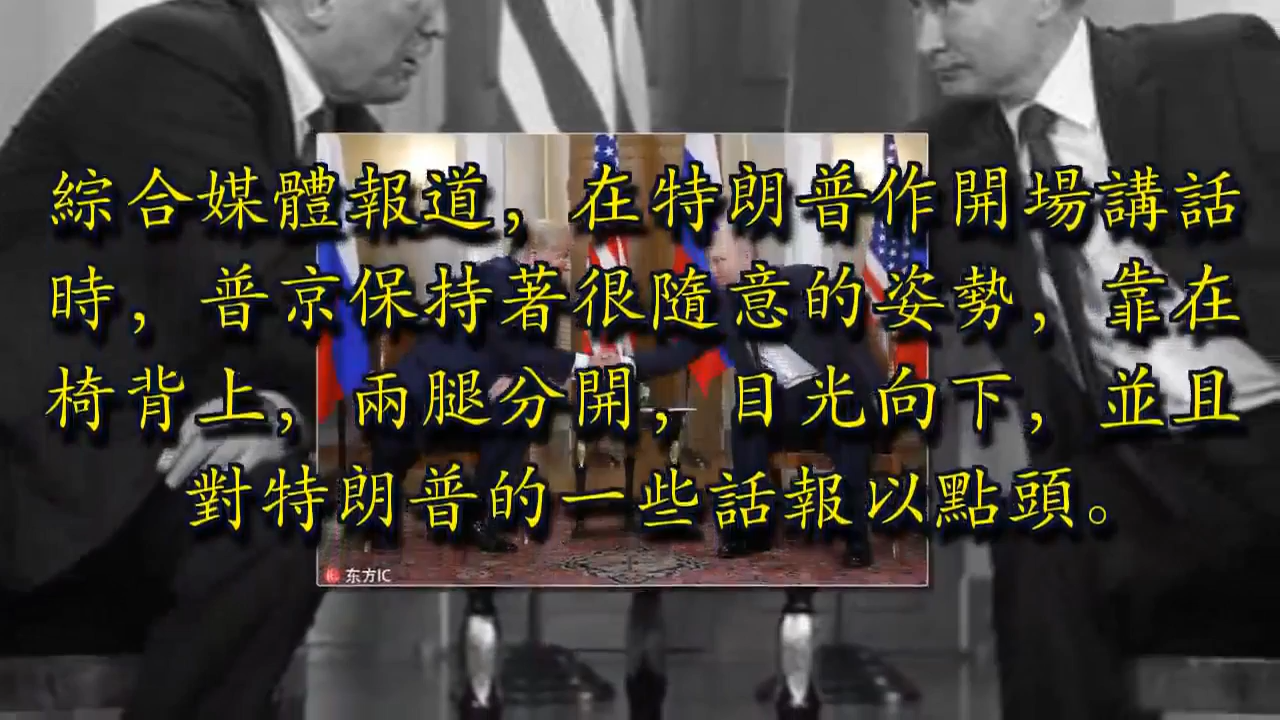 綜合媒體報道，在特朗普作開場講話
時，普京保持著很隨意的姿勢，靠在
椅背上，兩腿分開，目光向下，並且
對特朗普的一些話報以點頭。
东方IC